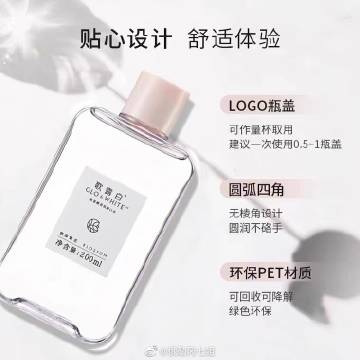 贴心设计 舒适体验
LOGO瓶盖
可作量杯取用
建议一次使用0.5-1瓶盖
圆弧四角
无棱角设计
圆润不硌手
环保PET材质
可回收可降解
绿色环保
歌蕾白
GLO&WHITE
BLOSSOM
净含量:200ml